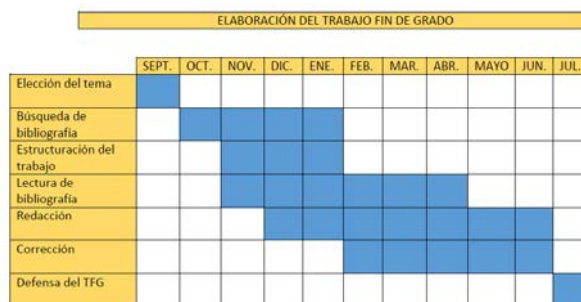 ELABORACIÓN DEL TRABAJO FIN DE GRADO
SEPT. OCT. NOV. DIC. ENE. FEB. MAR. ABR. MAYO JUN. JUL.
Elección del tema
Búsqueda de
bibliografía
Estructuración del
trabajo
Lectura de
bibliografía
Redacción
Corrección
Defensa del TFG